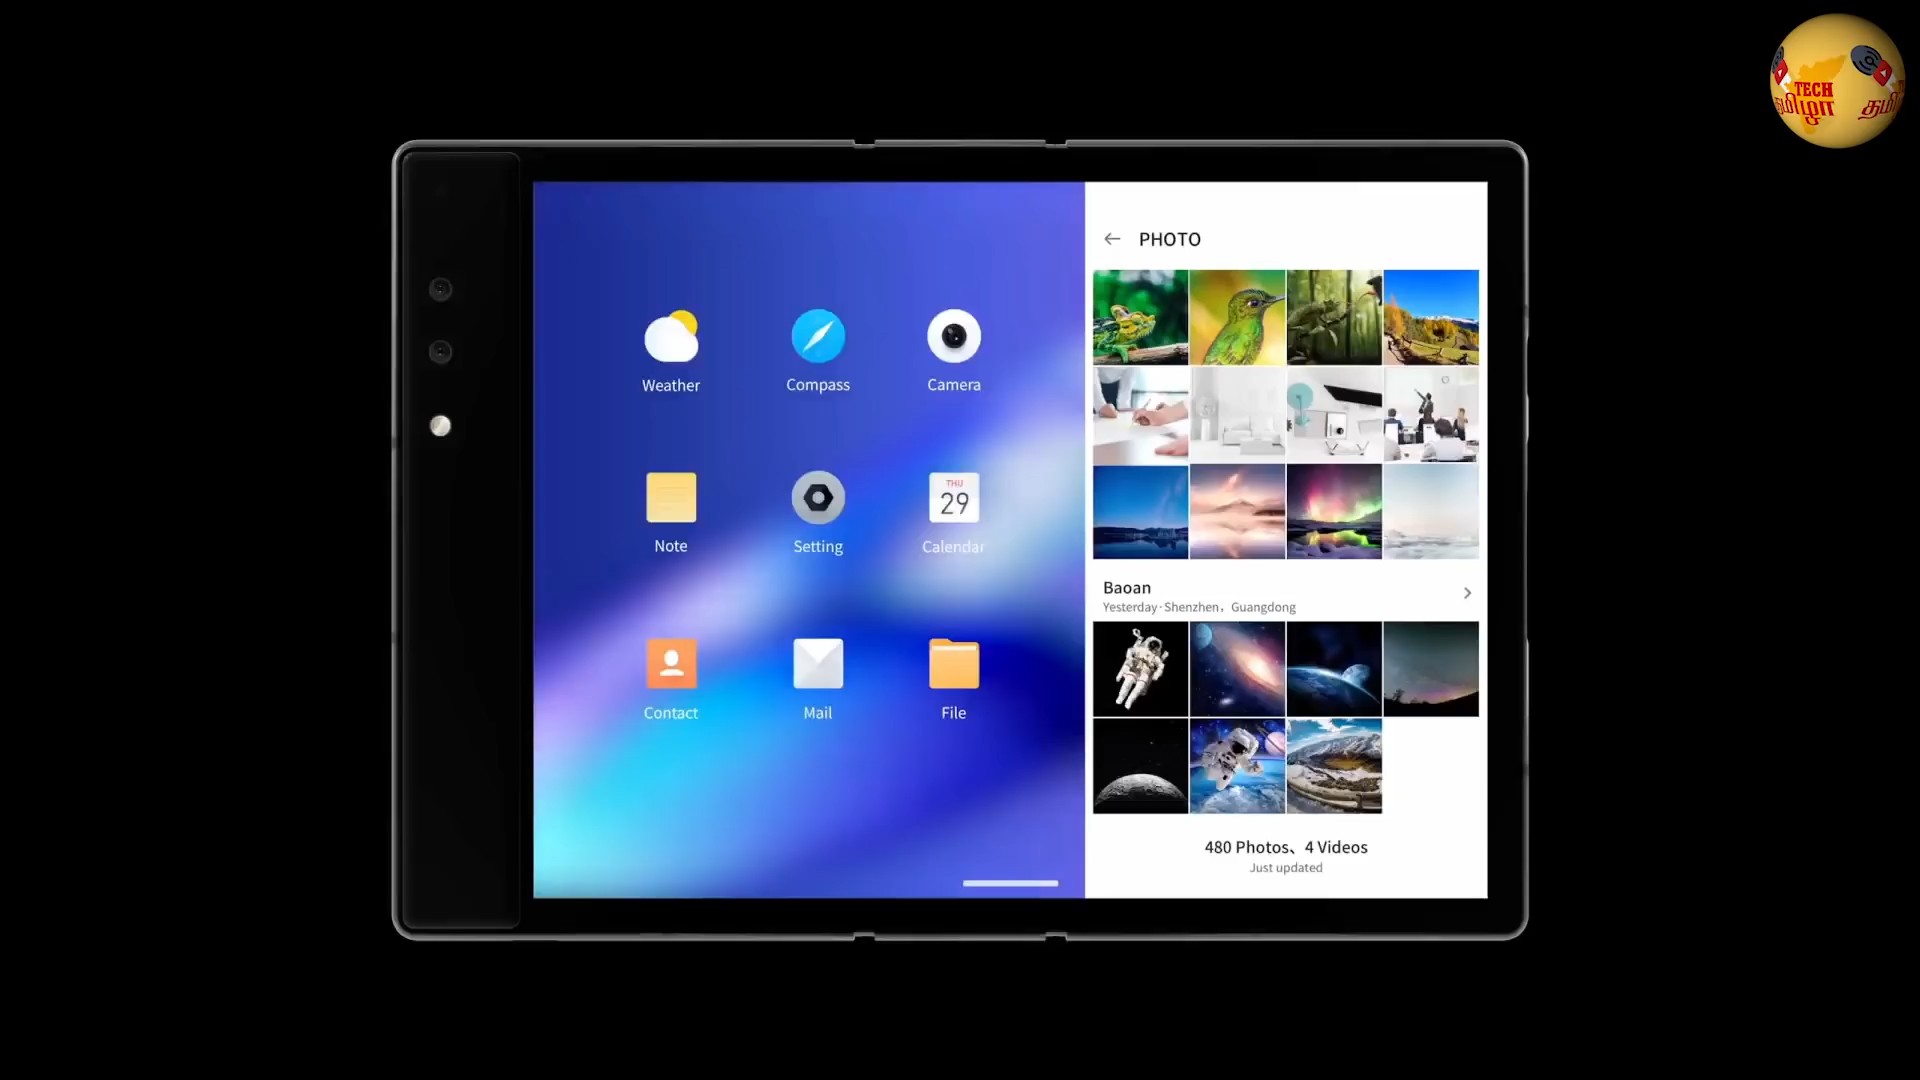 TECH
தமிழா
PHOTO
Weather
Compass
Camera
THU
29
Note
Setting
Calendar
Baoan
Yesterday·Shenzhen, Guangdong
Contact
Mail
File
480 Photos、4 Videos
Just updated